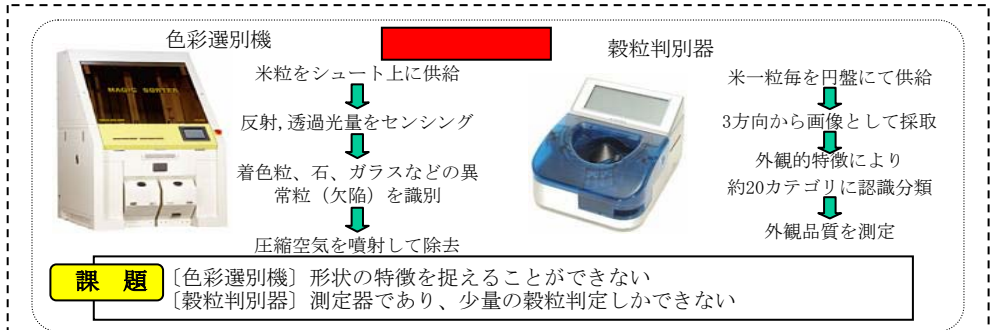 色彩選別機
米粒をシュート上に供給
反射,透過光量をセンシング
着色粒、石、ガラスなどの異
常粒（欠陥）を識別
圧縮空気を噴射して除去
MAGIC SORTER
穀粒判別器
米一粒毎を円盤にて供給
3方向から画像として採取
外観的特徴により
約20カテゴリに認識分類
外観品質を測定
課 題
〔色彩選別機〕形状の特徴を捉えることができない
〔穀粒判別器〕測定器であり、少量の穀粒判定しかできない